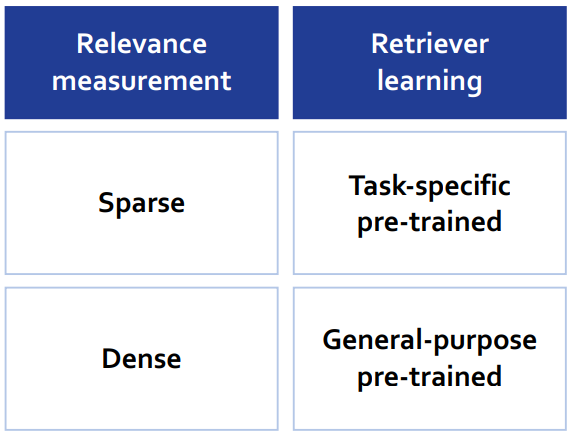 Relevance
measurement
Retriever
learning
Sparse
Task-specific
pre-trained
Dense
General-purpose
pre-trained